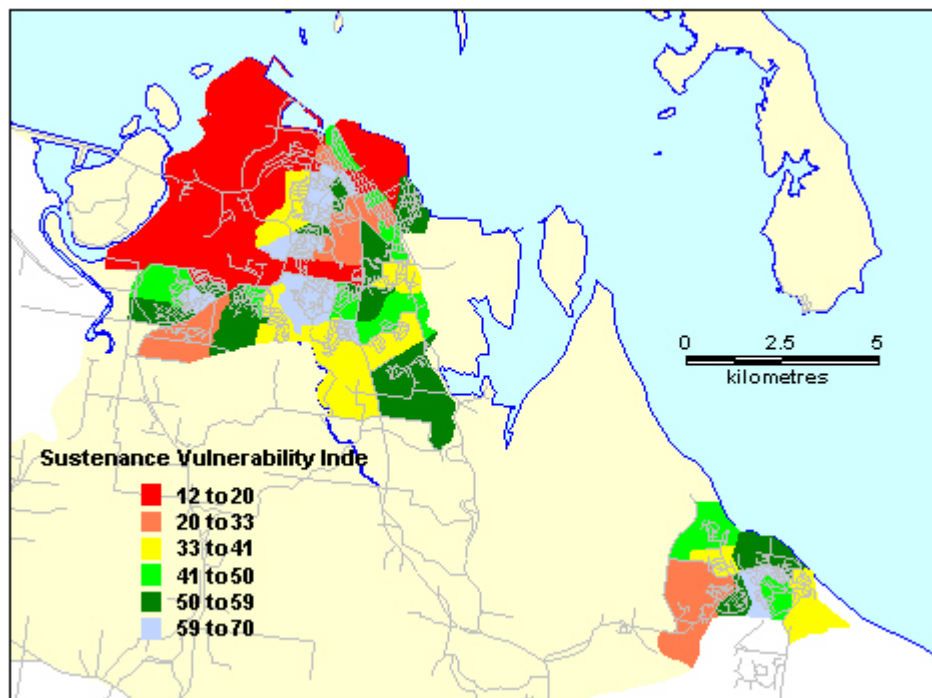 0 2.5 5
kilometres
Sustenance Vulnerability Inde
12 to 20
20 to 33
33 to 41
41 to 50
50 to 59
59 to 70